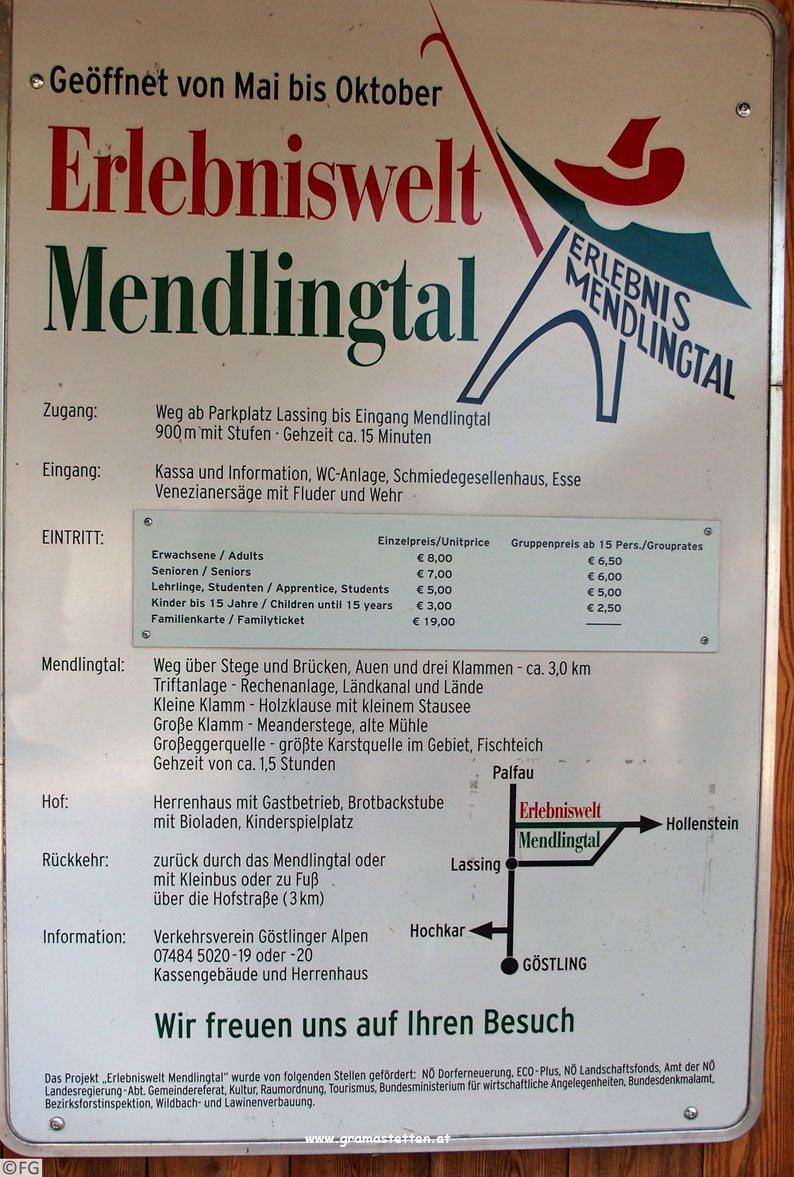 Geöffnet von Mai bis Oktober
Erlebniswelt
Mendlingtal
ERLEBNIS
MENDLINGTAL
Zugang: Weg ab Parkplatz Lassing bis Eingang Mendlingtal
900 m mit Stufen · Gehzeit ca. 15 Minuten
Eingang: Kassa und Information, WC-Anlage, Schmiedegesellenhaus, Esse
Venezianersäge mit Fluder und Wehr
EINTRITT:
Einzelpreis/Unitprice Gruppenpreis ab 15 Pers./Grouprates
Erwachsene / Adults € 8,00 € 6,50
Senioren / Seniors € 7,00 € 6,00
Lehrlinge, Studenten / Apprentice, Students € 5,00 € 5,00
Kinder bis 15 Jahre / Children until 15 years € 3,00 € 2,50
Familienkarte / Familyticket € 19,00 ——
Mendlingtal: Weg über Stege und Brücken, Auen und drei Klammen - ca. 3,0 km
Triftanlage - Rechenanlage, Ländkanal und Lände
Kleine Klamm - Holzklause mit kleinem Stausee
Große Klamm - Meanderstege, alte Mühle
Großeggerquelle - größte Karstquelle im Gebiet, Fischteich
Gehzeit von ca. 1,5 Stunden
Hof: Herrenhaus mit Gastbetrieb, Brotbackstube
mit Bioladen, Kinderspielplatz
Rückkehr: zurück durch das Mendlingtal oder
mit Kleinbus oder zu Fuß
über die Hofstraße (3 km)
Information: Verkehrsverein Göstlinger Alpen
07484 5020-19 oder -20
Kassengebäude und Herrenhaus
Palfau
Erlebniswelt
Mendlingtal
Hollenstein
Lassing
Hochkar
GÖSTLING
Wir freuen uns auf Ihren Besuch
Das Projekt „Erlebniswelt Mendlingtal" wurde von folgenden Stellen gefördert: NÖ Dorferneuerung, ECO-Plus, NÖ Landschaftsfonds, Amt der NÖ
Landesregierung-Abt. Gemeindereferat, Kultur, Raumordnung, Tourismus, Bundesministerium für wirtschaftliche Angelegenheiten, Bundesdenkmalamt,
Bezirksforstinspektion, Wildbach- und Lawinenverbauung.
www.gramastetten.at
©FG